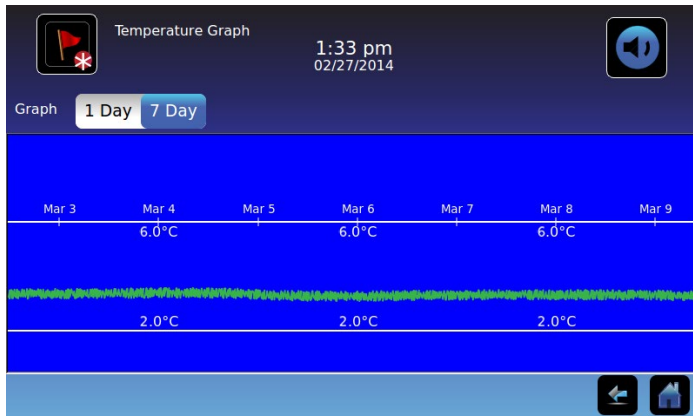 Temperature Graph
1:33 pm
02/27/2014
Graph 1 Day 7 Day
Mar 3 Mar 4 Mar 5 Mar 6 Mar 7 Mar 8 Mar 9
6.0°C 6.0°C 6.0°C
2.0°C 2.0°C 2.0°C